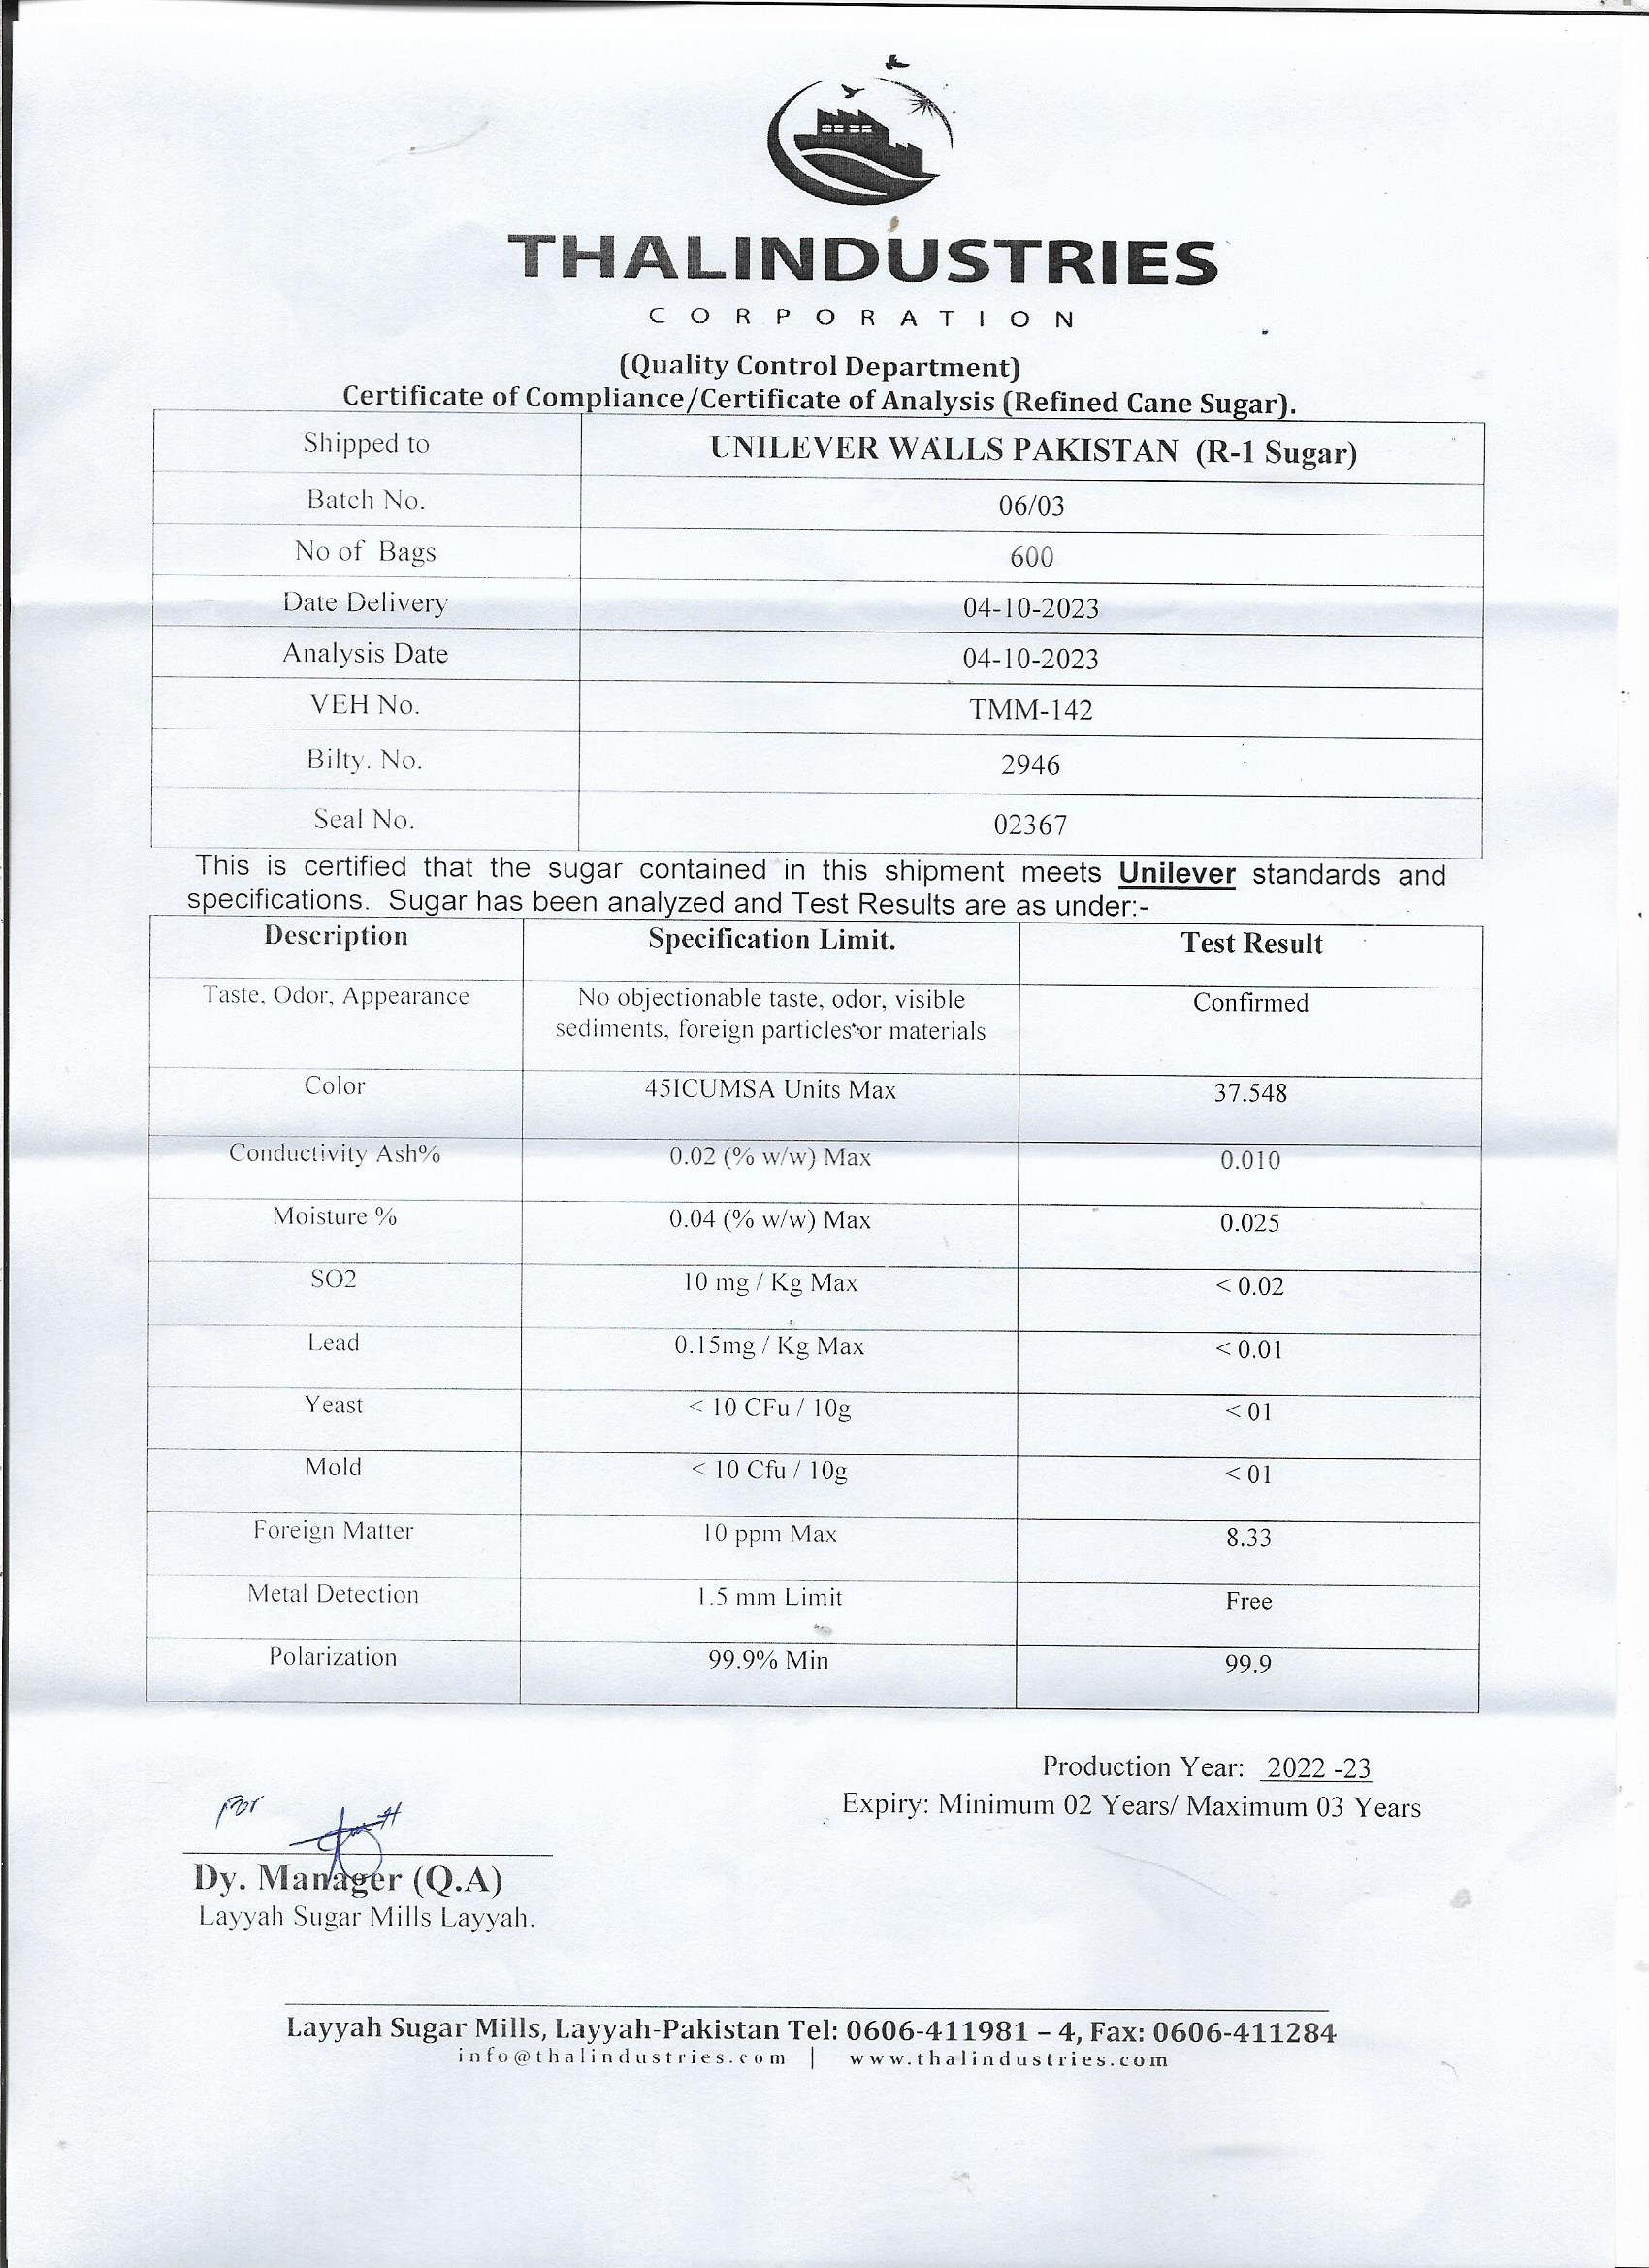 THALINDUSTRIES
CORPORATION
(Quality Control Department)
Certificate of Compliance/Certificate of Analysis (Refined Cane Sugar).
Shipped to UNILEVER WALLS PAKISTAN (R-1 Sugar)
Batch No. 06/03
No of Bags 600
Date Delivery 04-10-2023
Analysis Date 04-10-2023
VEH No. TMM-142
Bilty. No. 2946
Seal No. 02367
This is certified that the sugar contained in this shipment meets Unilever standards and
specifications. Sugar has been analyzed and Test Results are as under:-
Description Specification Limit. Test Result
Taste, Odor, Appearance No objectionable taste, odor, visible Confirmed
sediments, foreign particles or materials
Color 45ICUMSA Units Max 37.548
Conductivity Ash% 0.02 (% w/w) Max 0.010
Moisture % 0.04 (% w/w) Max 0.025
SO2 10 mg / Kg Max < 0.02
Lead 0.15mg / Kg Max < 0.01
Yeast < 10 CFu / 10g < 01
Mold < 10 Cfu / 10g < 01
Foreign Matter 10 ppm Max 8.33
Metal Detection 1.5 mm Limit Free
Polarization 99.9% Min 99.9
Production Year: 2022 -23
Expiry: Minimum 02 Years/ Maximum 03 Years
For
Dy. Manager (Q.A)
Layyah Sugar Mills Layyah.
Layyah Sugar Mills, Layyah-Pakistan Tel: 0606-411981 – 4, Fax: 0606-411284
info@thalindustries.com | www.thalindustries.com